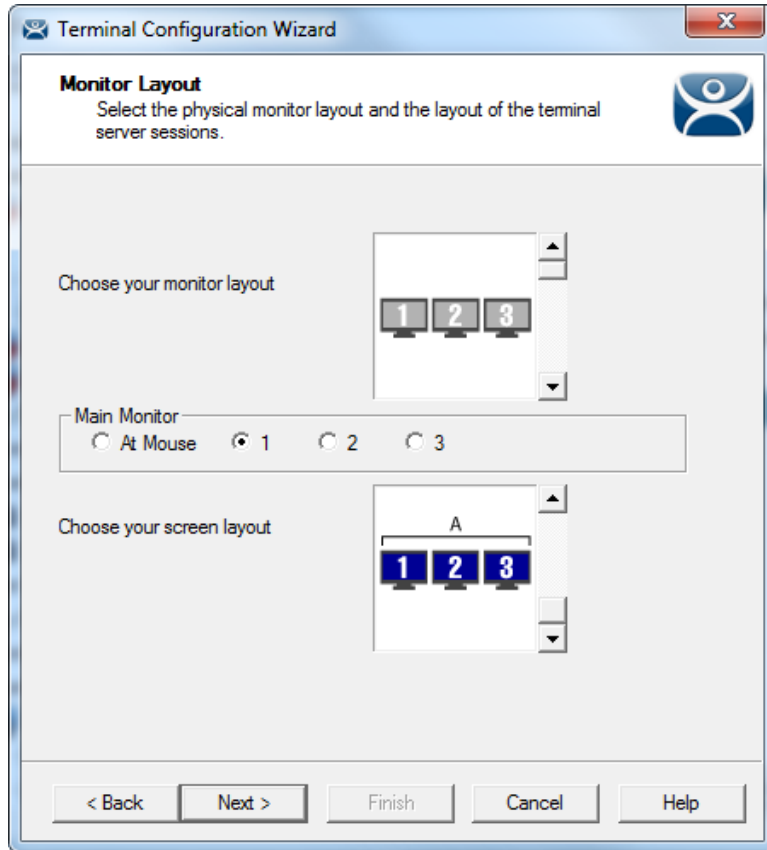 Terminal Configuration Wizard
Monitor Layout
Select the physical monitor layout and the layout of the terminal
server sessions.
Choose your monitor layout
1 2 3
Main Monitor
At Mouse 1 2 3
Choose your screen layout
A
1 2 3
< Back Next > Finish Cancel Help